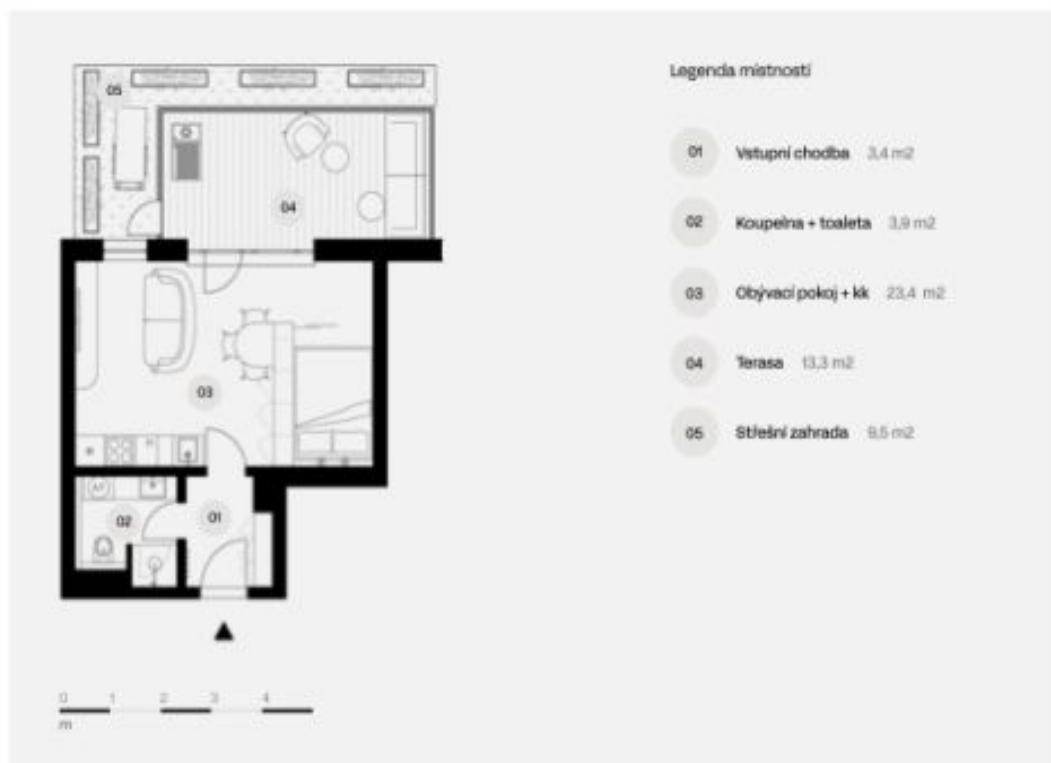 Legenda místností
01 Vstupní chodba 3,4 m2
02 Koupelna + toaleta 3,9 m2
03 Obývací pokoj + kk 23,4 m2
04 Terasa 13,3 m2
05 Střešní zahrada 9,5 m2
05
04
03
02
01
0 1 2 3 4
m